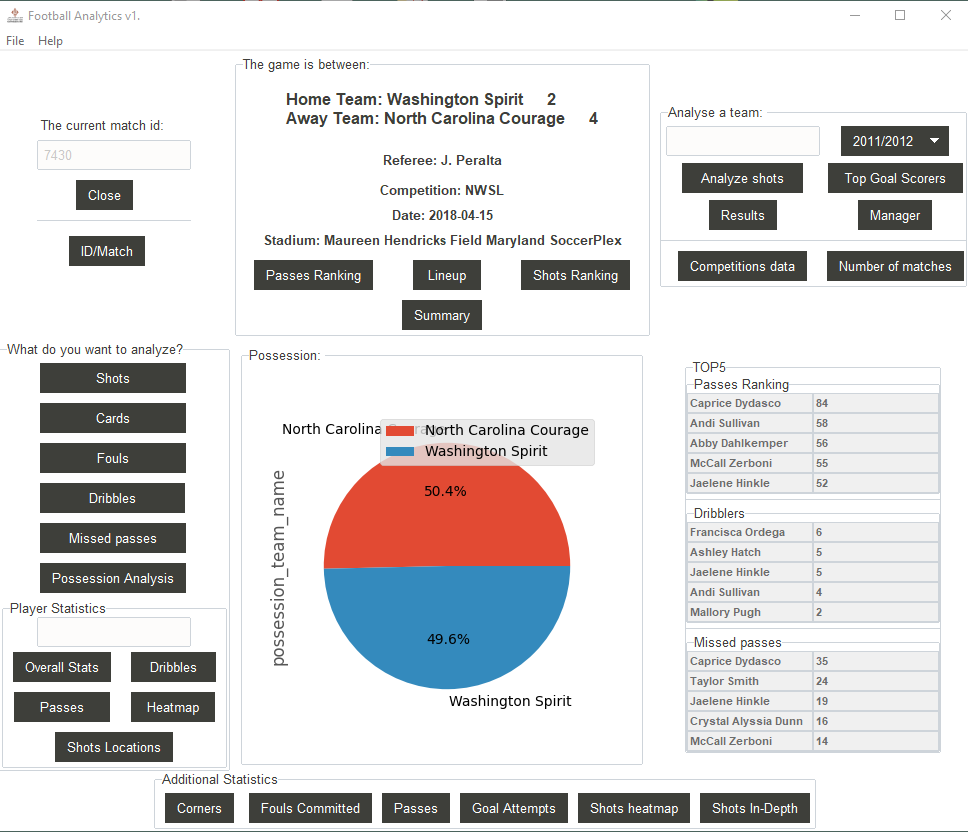 Football Analytics v1.
File Help
The current match id:
7430
Close
ID/Match
The game is between:
Home Team: Washington Spirit 2
Away Team: North Carolina Courage 4
Referee: J. Peralta
Competition: NWSL
Date: 2018-04-15
Stadium: Maureen Hendricks Field Maryland SoccerPlex
Passes Ranking Lineup Shots Ranking
Summary
Analyse a team:
2011/2012
Analyze shots Top Goal Scorers
Results Manager
Competitions data Number of matches
What do you want to analyze?
Shots
Cards
Fouls
Dribbles
Missed passes
Possession Analysis
Player Statistics
Overall Stats Dribbles
Passes Heatmap
Shots Locations
Possession:
North Carolina Courage
North Carolina Courage
Washington Spirit
possession_team_name
50.4%
49.6%
Washington Spirit
TOP5
Passes Ranking
Caprice Dydasco 84
Andi Sullivan 58
Abby Dahlkemper 56
McCall Zerboni 55
Jaelene Hinkle 52
Dribblers
Francisca Ordega 6
Ashley Hatch 5
Jaelene Hinkle 5
Andi Sullivan 4
Mallory Pugh 2
Missed passes
Caprice Dydasco 35
Taylor Smith 24
Jaelene Hinkle 19
Crystal Alyssia Dunn 16
McCall Zerboni 14
Additional Statistics
Corners Fouls Committed Passes Goal Attempts Shots heatmap Shots In-Depth